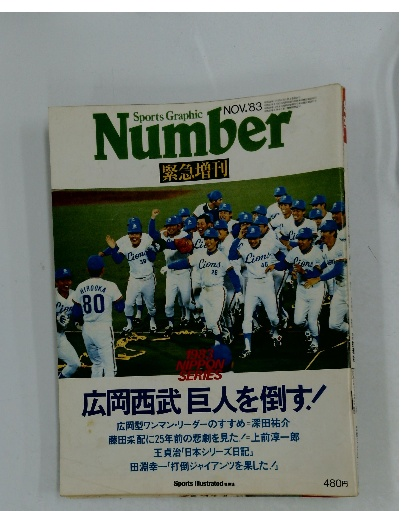 Sports Graphic
NOV.'83
Number
緊急増刊
HIROOKA
80
Lions
39
Lions
Lions
Lions
1983
NIPPON
SERIES
広岡西武 巨人を倒す!
広岡型ワンマン・リーダーのすすめ=深田祐介
藤田采配に25年前の悲劇を見た!=上前淳一郎
王貞治「日本シリーズ日記」
田淵幸一「打倒ジャイアンツを果した!」
Sports Illustrated
480円